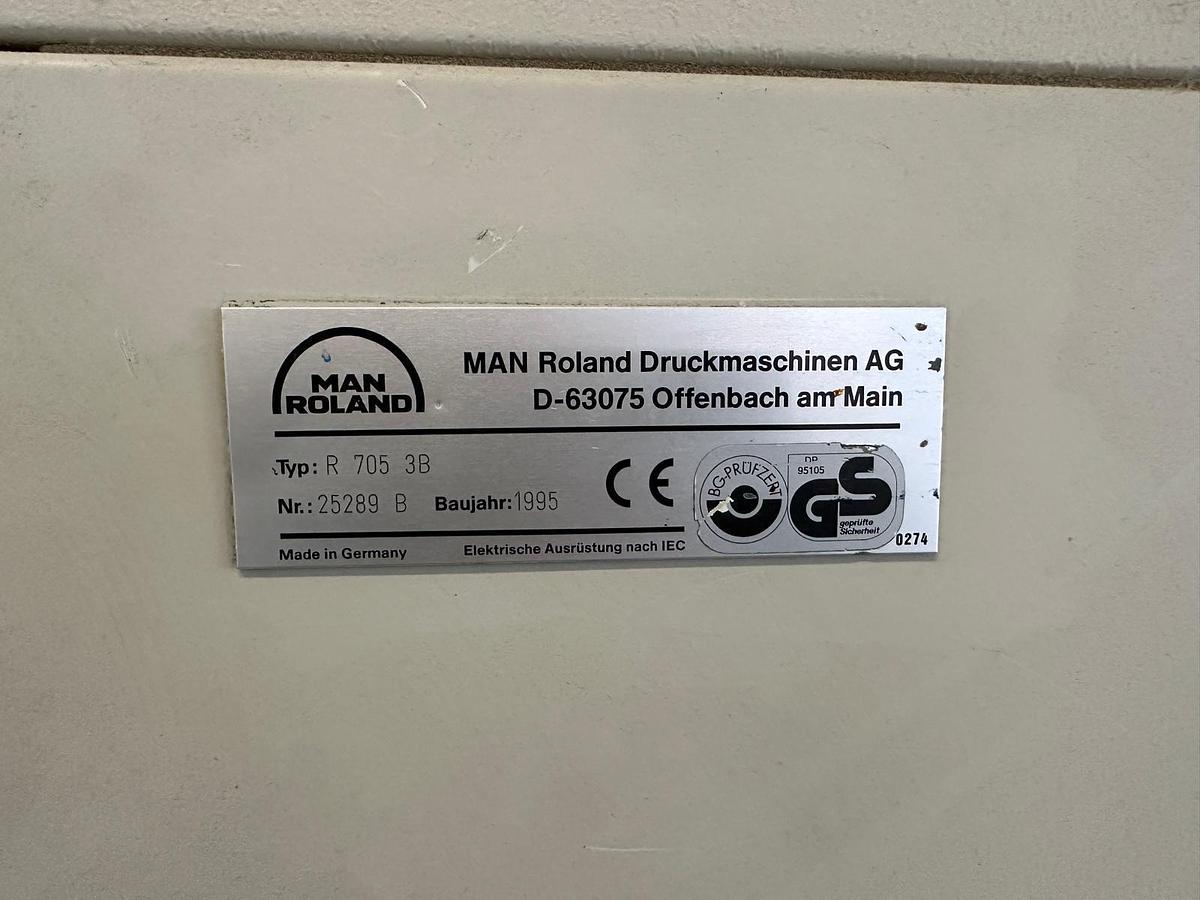 MAN
ROLAND
MAN Roland Druckmaschinen AG
D-63075 Offenbach am Main
Typ: R 705 3B
Nr.: 25289 B Baujahr: 1995
CE
BG-PRÜFZERT
DP
95105
GS
geprüfte
Sicherheit
Made in Germany
Elektrische Ausrüstung nach IEC
0274